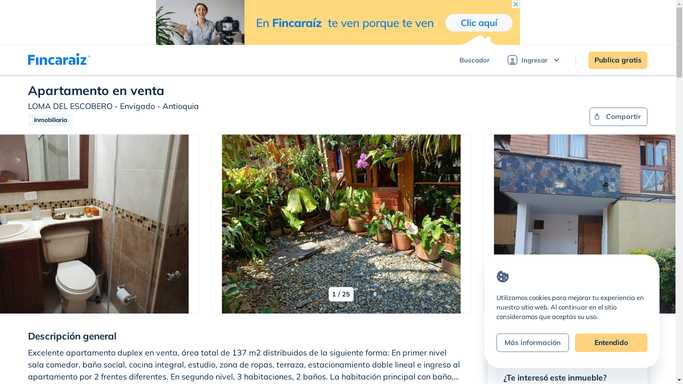 En Fincaraíz te ven porque te ven
Clic aquí
Fincaraíz
Buscador
Ingresar
Publica gratis
Apartamento en venta
LOMA DEL ESCOBERO - Envigado - Antioquia
Inmobiliaria
Compartir
1 / 25
Utilizamos cookies para mejorar tu experiencia en
nuestro sitio web. Al continuar en el sitio
consideramos que aceptas su uso.
Más información
Entendido
Descripción general
Excelente apartamento duplex en venta, área total de 137 m2 distribuidos de la siguiente forma: En primer nivel
sala comedor, baño social, cocina integral, estudio, zona de ropas, terraza, estacionamiento doble lineal e ingreso al
apartamento por 2 frentes diferentes. En segundo nivel, 3 habitaciones, 2 baños. La habitación principal con baño,...
¿Te interesó este inmueble?